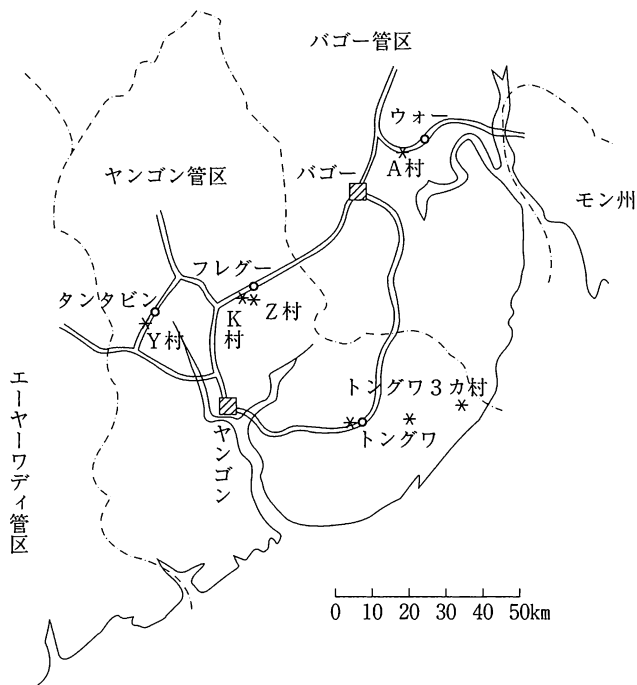 バゴー管区
ウォー
A村
ヤンゴン管区
バゴー
モン州
フレグー
タンタビン
Z村
K村
Y村
トングワ3カ村
エーヤーワディ管区
トングワ
ヤンゴン
0 10 20 30 40 50km